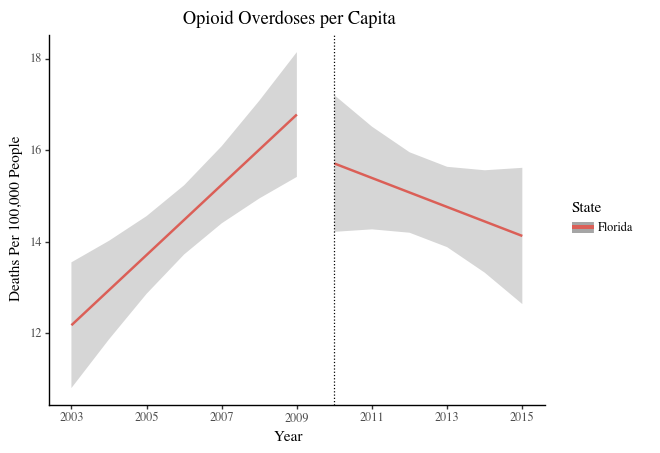 Opioid Overdoses per Capita
Deaths Per 100,000 People
18
16
14
12
2003 2005 2007 2009 2011 2013 2015
Year
State
Florida